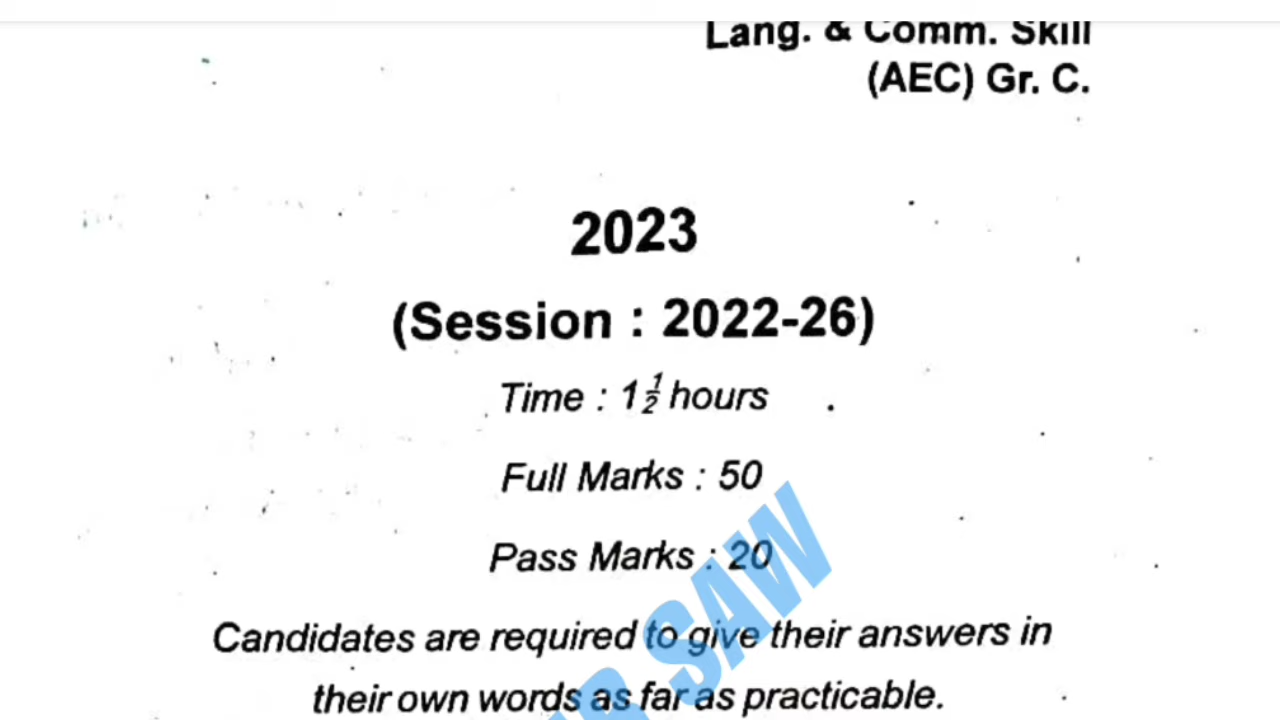 Lang. & Comm. Skill
(AEC) Gr. C.
2023
(Session : 2022-26)
Time : 1½ hours
Full Marks : 50
Pass Marks : 20
Candidates are required to give their answers in
their own words as far as practicable.
SAW